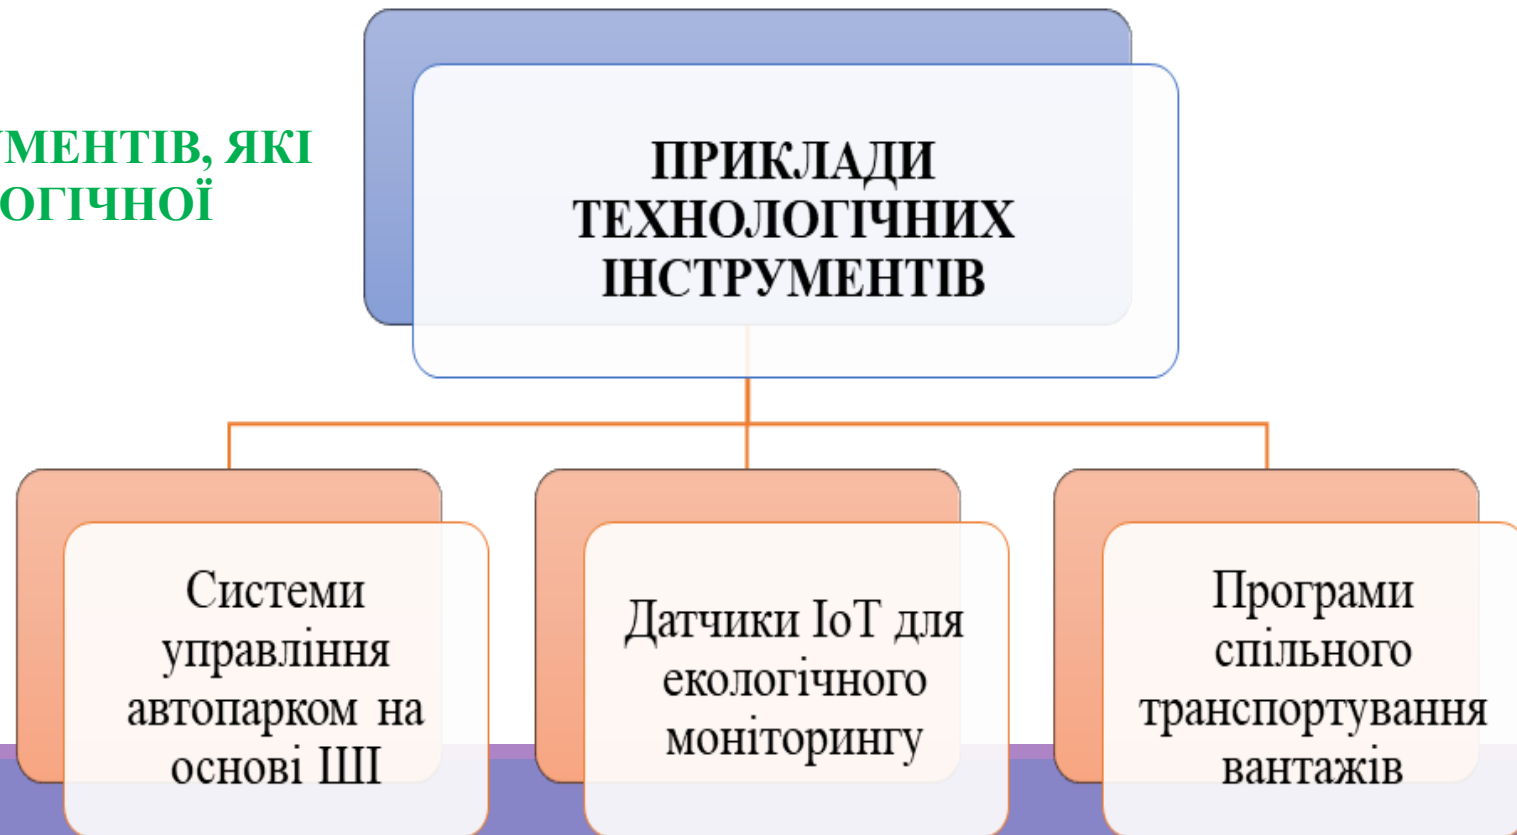 УМЕНТІВ, ЯКІ
ОГІЧНОЇ
ПРИКЛАДИ
ТЕХНОЛОГІЧНИХ
ІНСТРУМЕНТІВ
Системи
управління
автопарком на
основі ШІ
Датчики IoT для
екологічного
моніторингу
Програми
спільного
транспортування
вантажів